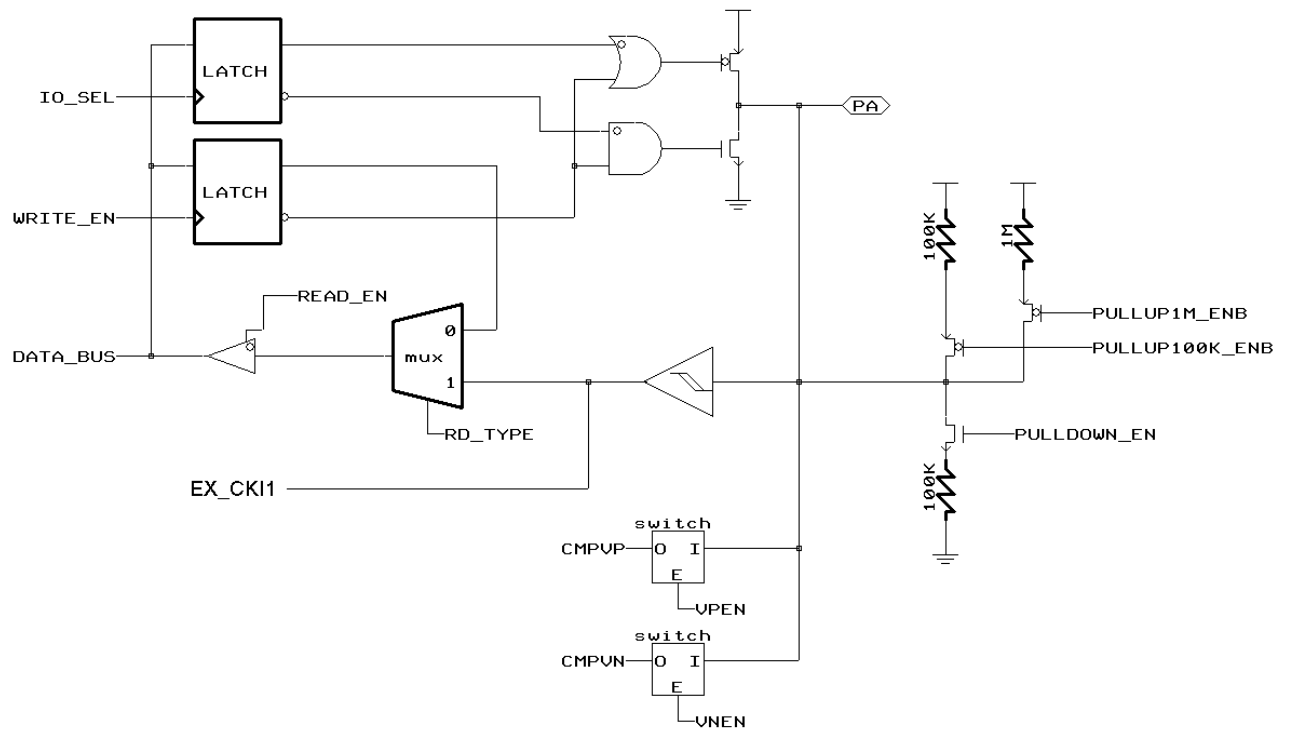 LATCH
IO_SEL
PA
LATCH
WRITE_EN
100K
1M
READ_EN
0
PULLUP1M_ENB
DATA_BUS
mux
PULLUP100K_ENB
1
RD_TYPE
PULLDOWN_EN
EX_CKI1
100K
switch
CMPVP O I
E
VPEN
switch
CMPVN O I
E
VNEN